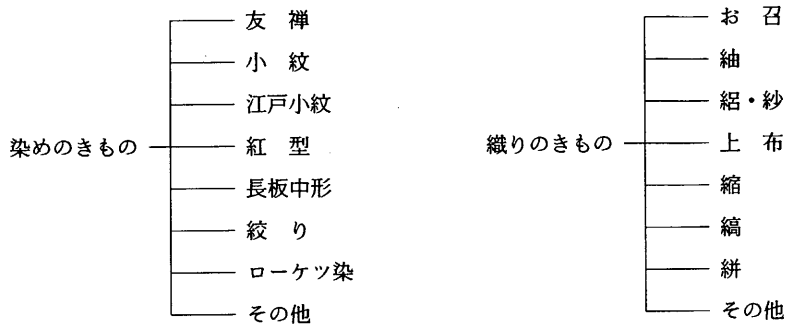 染めのきもの
友禅
小紋
江戸小紋
紅型
長板中形
絞り
ローケツ染
その他
織りのきもの
お召
紬
絽・紗
上布
縮
縞
絣
その他